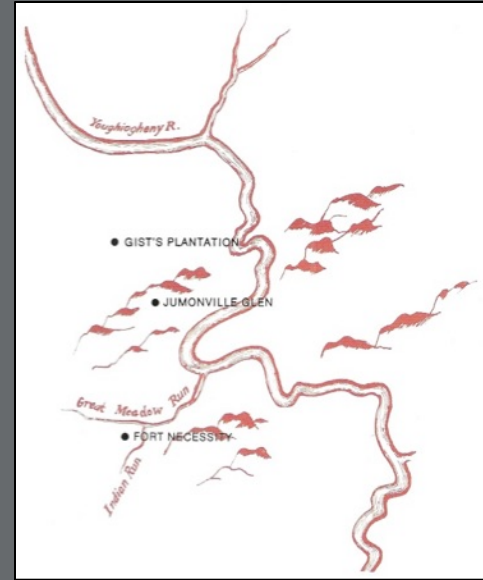 Youghiogheny R.
GIST'S PLANTATION
JUMONVILLE GLEN
Great Meadow Run
FORT NECESSITY
Indian Run